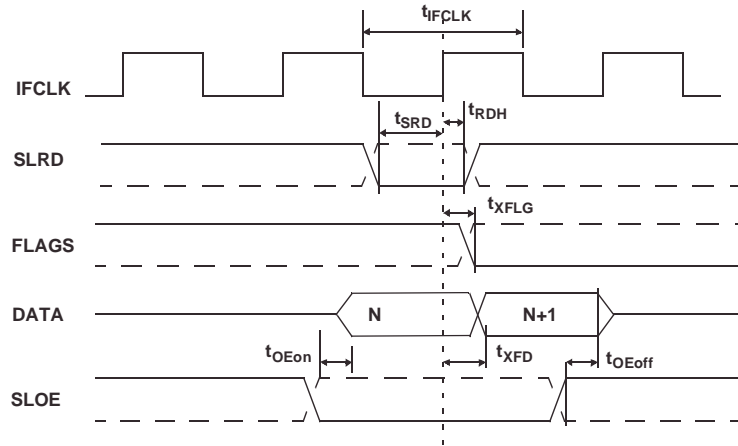 tIFCLK
IFCLK
tSRD
tRDH
SLRD
tXFLG
FLAGS
DATA
N
N+1
tOEon
tXFD
tOEoff
SLOE